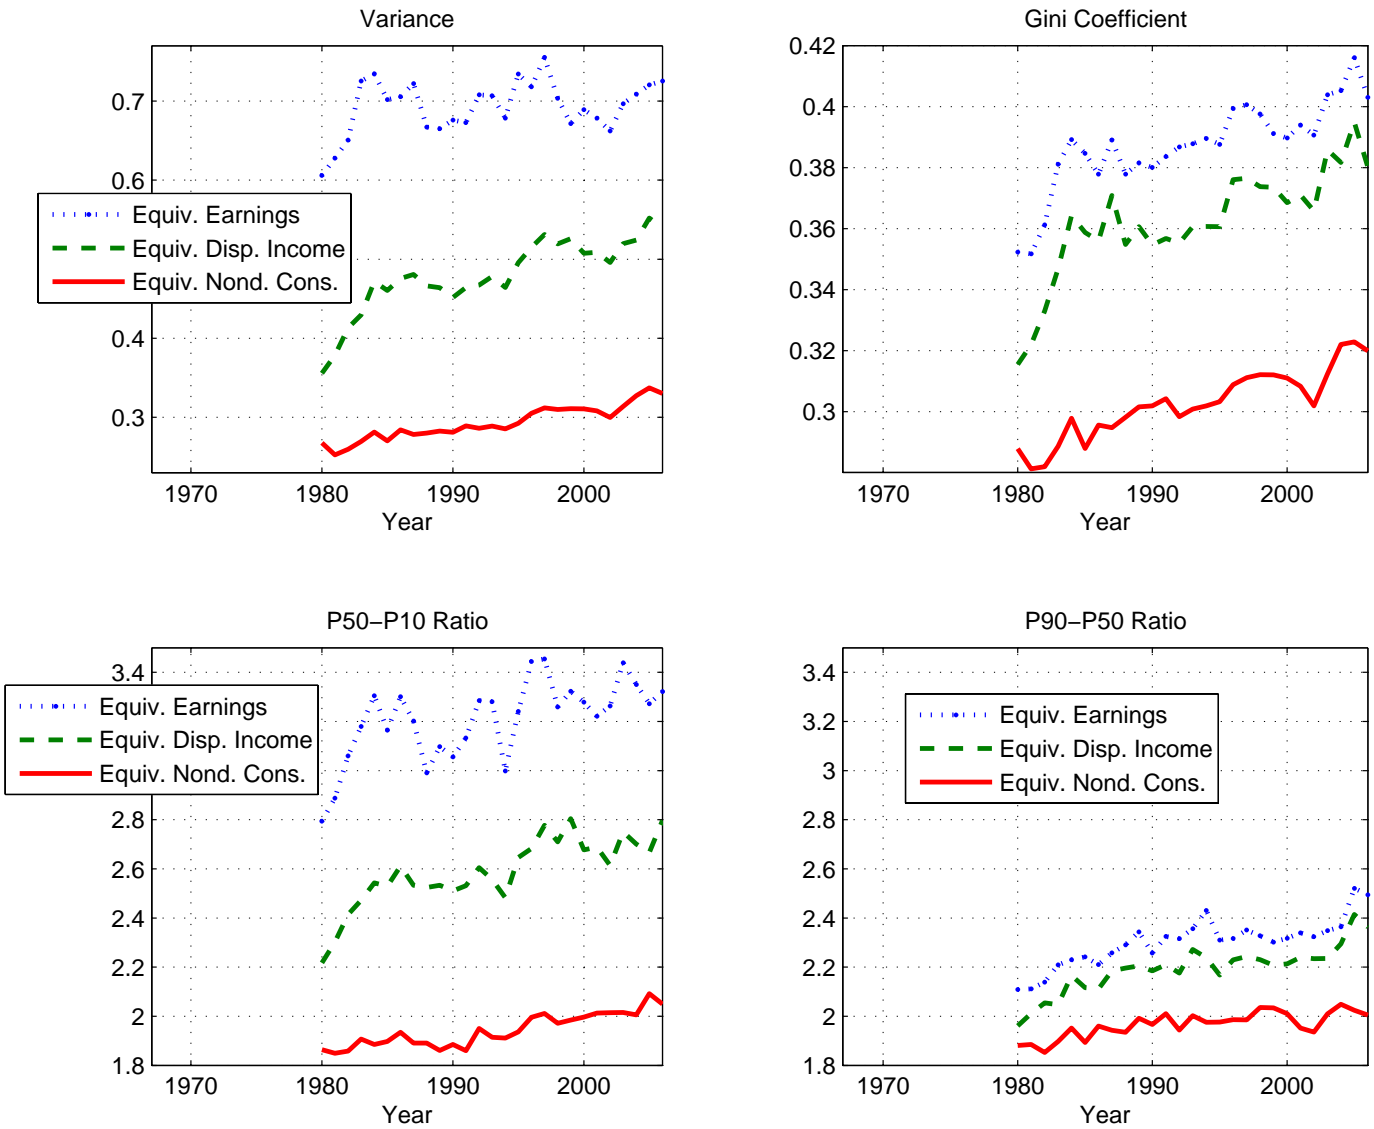 Variance
0.7
0.6
0.4
0.3
Equiv. Earnings
Equiv. Disp. Income
Equiv. Nond. Cons.
1970 1980 1990 2000
Year
Gini Coefficient
0.42
0.4
0.38
0.36
0.34
0.32
0.3
1970 1980 1990 2000
Year
P50−P10 Ratio
3.4
2.8
2.6
2.4
2.2
2
1.8
Equiv. Earnings
Equiv. Disp. Income
Equiv. Nond. Cons.
1970 1980 1990 2000
Year
P90−P50 Ratio
3.4
3.2
3
2.8
2.6
2.4
2.2
2
1.8
Equiv. Earnings
Equiv. Disp. Income
Equiv. Nond. Cons.
1970 1980 1990 2000
Year